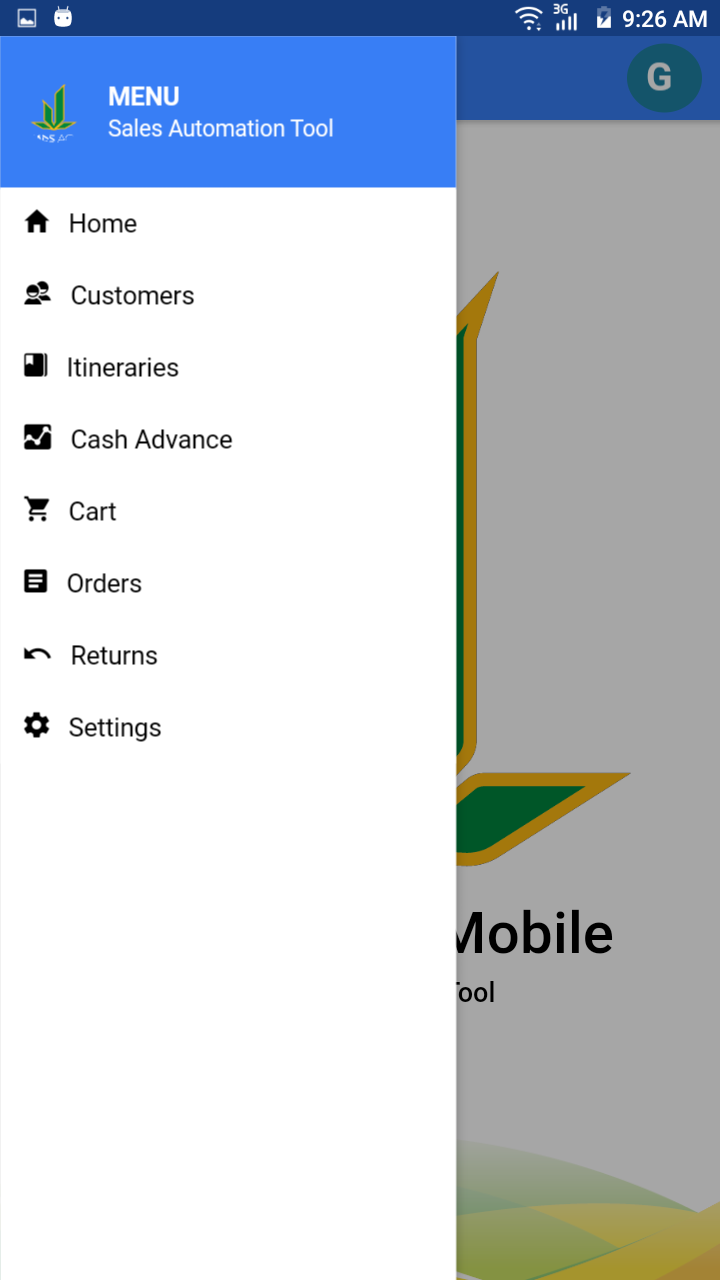 3G
9:26 AM
G
MENU
Sales Automation Tool
Home
Customers
Itineraries
Cash Advance
Cart
Orders
Returns
Settings
Mobile
Tool